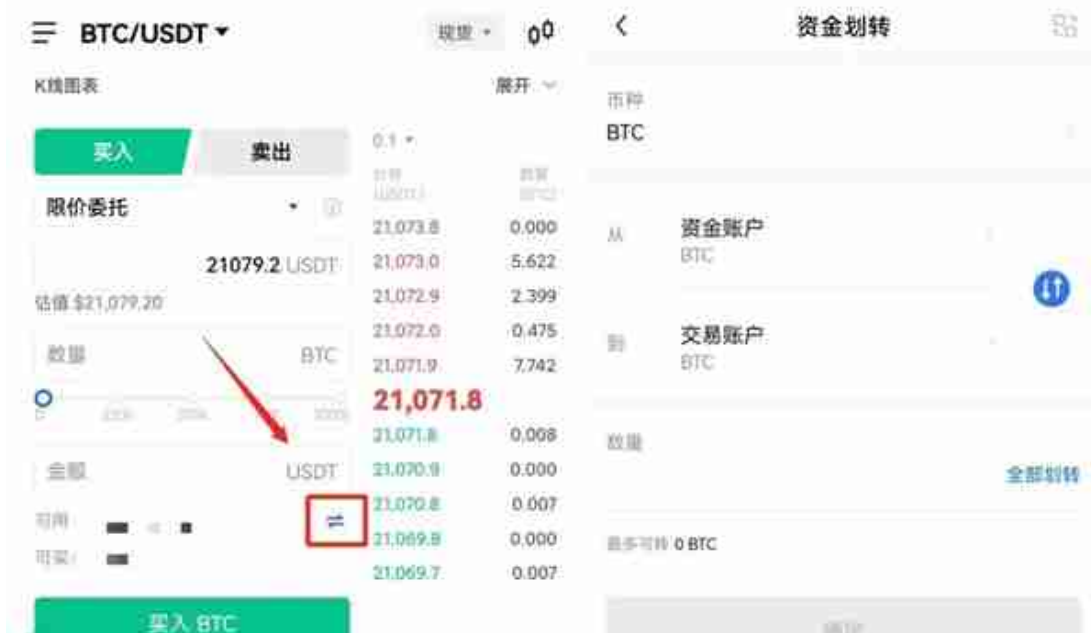 BTC/USDT
现货
K线图表
展开
买入
卖出
0.1
限价委托
21,073.8 0.000
21079.2 USDT
21,073.0 5.622
估值 $21,079.20
21,072.9 2.399
21,072.0 0.475
数量 BTC
21,071.9 7.742
21,071.8
21,071.8 0.008
金额 USDT
21,070.9 0.000
可用
21,070.8 0.007
21,069.8 0.000
可买
21,069.7 0.007
买入 BTC
资金划转
币种
BTC
从
资金账户
BTC
到
交易账户
BTC
数量
全部划转
最多可转 0 BTC